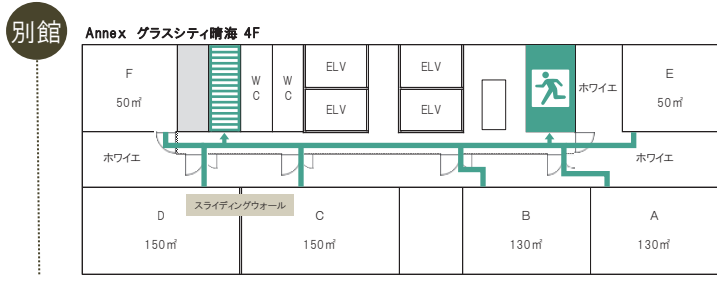 別館
Annex グラスシティ晴海 4F
F
50㎡
W
C
W
C
ELV
ELV
ELV
ELV
ホワイエ
E
50㎡
ホワイエ
ホワイエ
スライディングウォール
D
150㎡
C
150㎡
B
130㎡
A
130㎡